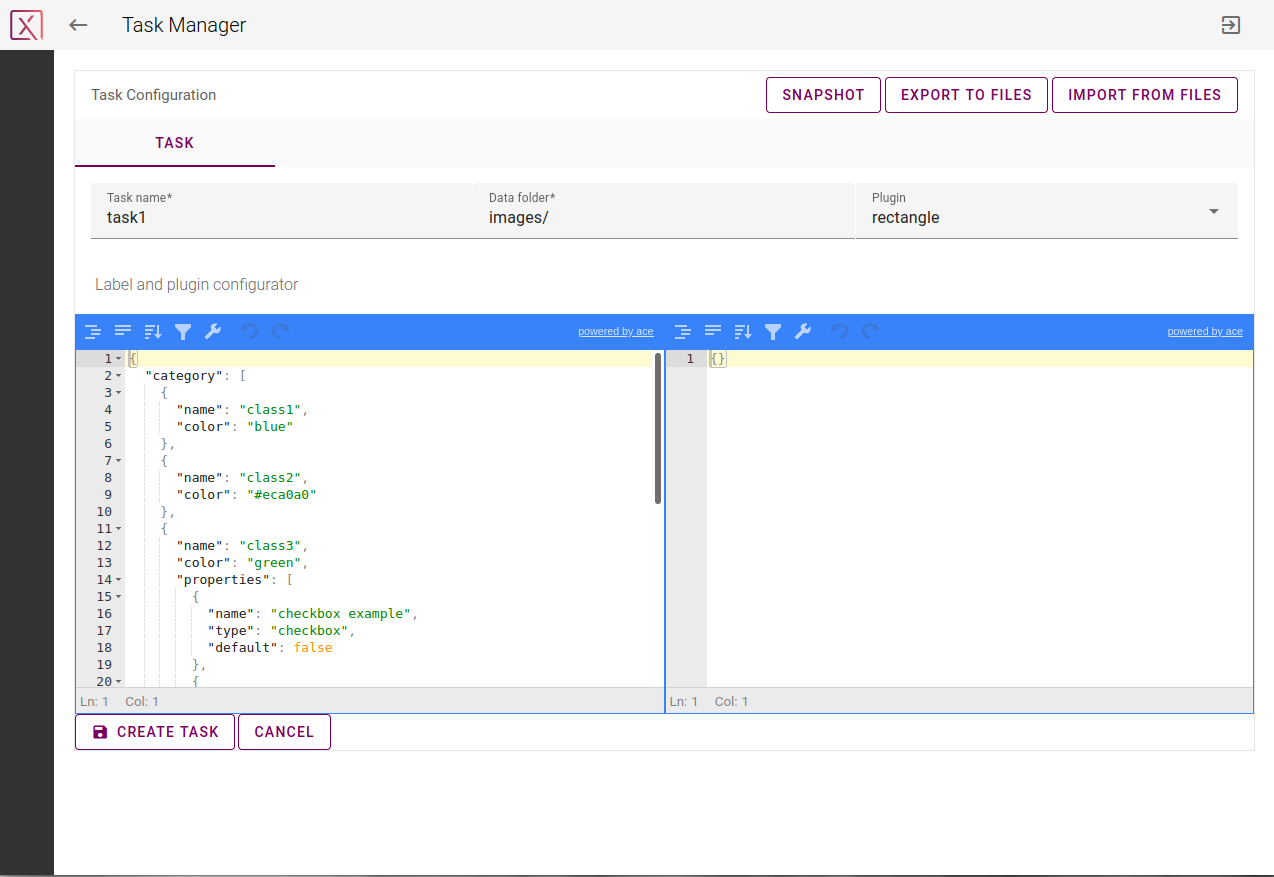 Task Manager
Task Configuration
SNAPSHOT
EXPORT TO FILES
IMPORT FROM FILES
TASK
Task name*
task1
Data folder*
images/
Plugin
rectangle
Label and plugin configurator
powered by ace
1 {
2 "category": [
3 {
4 "name": "class1",
5 "color": "blue"
6 },
7 {
8 "name": "class2",
9 "color": "#eca0a0"
10 },
11 {
12 "name": "class3",
13 "color": "green",
14 "properties": [
15 {
16 "name": "checkbox example",
17 "type": "checkbox",
18 "default": false
19 },
20 {
Ln: 1 Col: 1
powered by ace
1 {}
Ln: 1 Col: 1
CREATE TASK
CANCEL